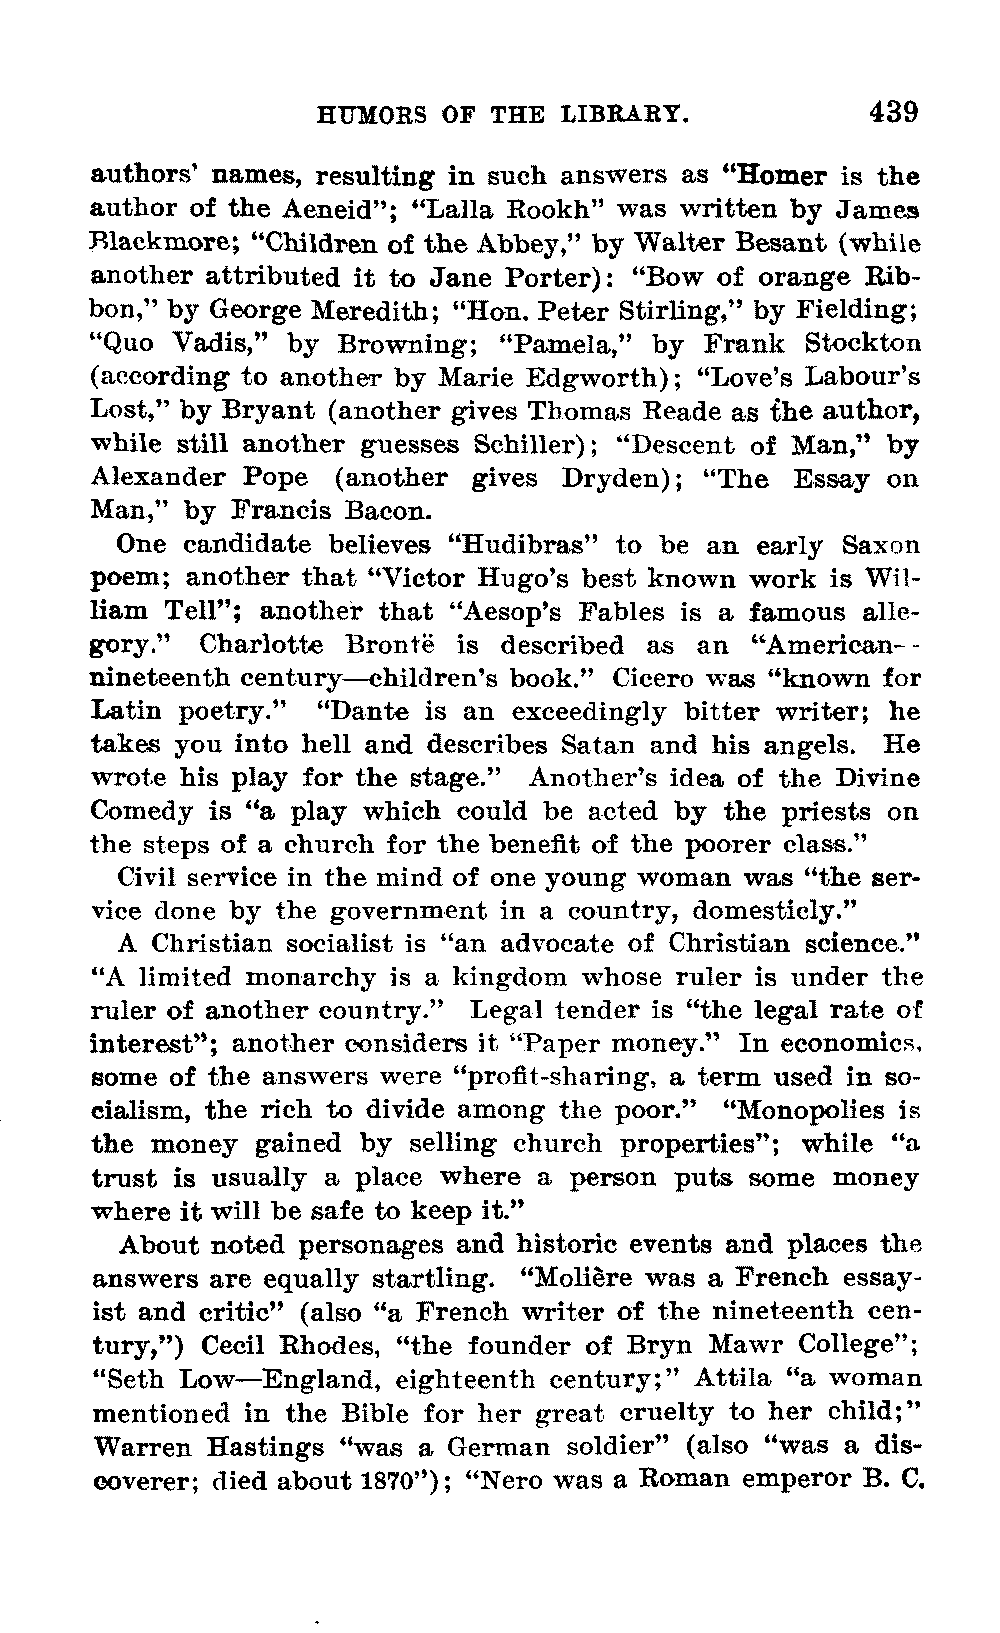 HUMORS OF THE LIBRARY. 439
authors' names, resulting in such answers as "Homer is the
author of the Aeneid"; "Lalla Rookh" was written by James
Blackmore; "Children of the Abbey," by Walter Besant (while
another attributed it to Jane Porter): "Bow of orange Rib-
bon," by George Meredith; "Hon. Peter Stirling," by Fielding;
"Quo Vadis," by Browning; "Pamela," by Frank Stockton
(according to another by Marie Edgworth); "Love's Labour's
Lost," by Bryant (another gives Thomas Reade as the author,
while still another guesses Schiller); "Descent of Man," by
Alexander Pope (another gives Dryden); "The Essay on
Man," by Francis Bacon.
One candidate believes "Hudibras" to be an early Saxon
poem; another that "Victor Hugo's best known work is Wil-
liam Tell"; another that "Aesop's Fables is a famous alle-
gory." Charlotte Brontë is described as an "American--
nineteenth century—children's book." Cicero was "known for
Latin poetry." "Dante is an exceedingly bitter writer; he
takes you into hell and describes Satan and his angels. He
wrote his play for the stage." Another's idea of the Divine
Comedy is "a play which could be acted by the priests on
the steps of a church for the benefit of the poorer class."
Civil service in the mind of one young woman was "the ser-
vice done by the government in a country, domesticly."
A Christian socialist is "an advocate of Christian science."
"A limited monarchy is a kingdom whose ruler is under the
ruler of another country." Legal tender is "the legal rate of
interest"; another considers it "Paper money." In economics,
some of the answers were "profit-sharing, a term used in so-
cialism, the rich to divide among the poor." "Monopolies is
the money gained by selling church properties"; while "a
trust is usually a place where a person puts some money
where it will be safe to keep it."
About noted personages and historic events and places the
answers are equally startling. "Molière was a French essay-
ist and critic" (also "a French writer of the nineteenth cen-
tury,") Cecil Rhodes, "the founder of Bryn Mawr College";
"Seth Low—England, eighteenth century;" Attila "a woman
mentioned in the Bible for her great cruelty to her child;"
Warren Hastings "was a German soldier" (also "was a dis-
coverer; died about 1870"); "Nero was a Roman emperor B. C.